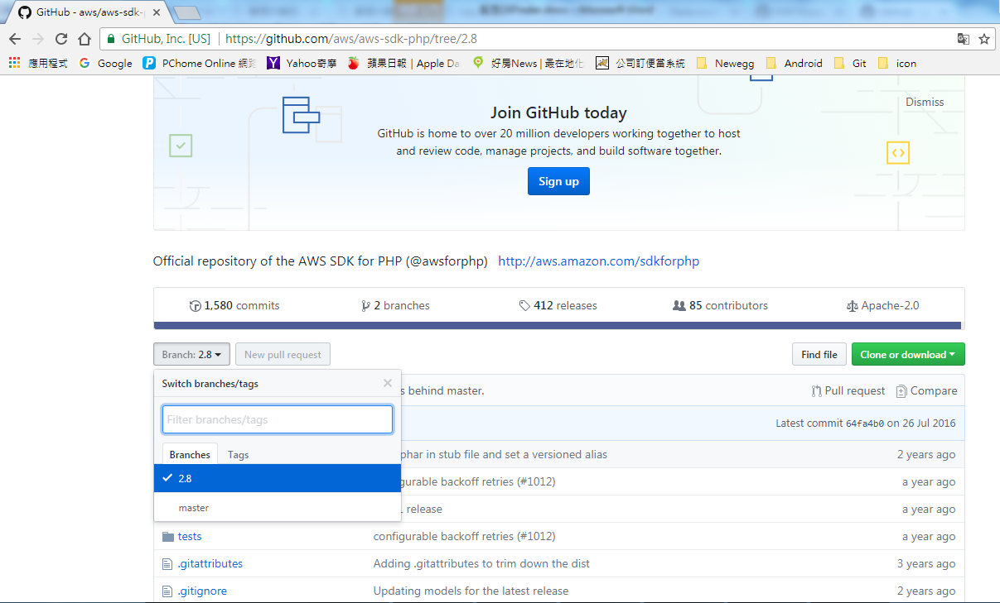 GitHub - aws/aws-sdk-
GitHub, Inc. [US] https://github.com/aws/aws-sdk-php/tree/2.8
應用程式 Google PChome Online 網路 Yahoo奇摩 蘋果日報 | Apple Da 好房News | 最在地化 公司訂便當系統 Newegg Android Git icon
Dismiss
Join GitHub today
GitHub is home to over 20 million developers working together to host
and review code, manage projects, and build software together.
Sign up
Official repository of the AWS SDK for PHP (@awsforphp) http://aws.amazon.com/sdkforphp
1,580 commits 2 branches 412 releases 85 contributors Apache-2.0
Branch: 2.8 New pull request Find file Clone or download
Switch branches/tags
s behind master. Pull request Compare
Filter branches/tags
Latest commit 64fa4b0 on 26 Jul 2016
Branches Tags
phar in stub file and set a versioned alias 2 years ago
2.8
gurable backoff retries (#1012) a year ago
master
release a year ago
tests configurable backoff retries (#1012) a year ago
.gitattributes Adding .gitattributes to trim down the dist 3 years ago
.gitignore Updating models for the latest release 2 years ago